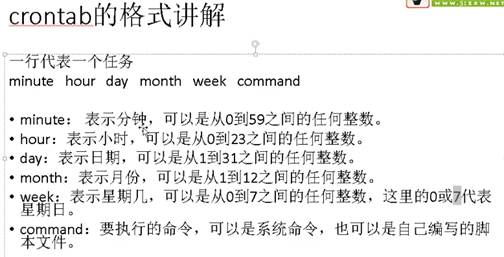 crontab的格式讲解
一行代表一个任务
minute hour day month week command
• minute： 表示分钟，可以是从0到59之间的任何整数。
• hour：表示小时，可以是从0到23之间的任何整数。
• day：表示日期，可以是从1到31之间的任何整数。
• month：表示月份，可以是从1到12之间的任何整数。
• week：表示星期几，可以是从0到7之间的任何整数，这里的0或7代表
星期日。
• command：要执行的命令，可以是系统命令，也可以是自己编写的脚
本文件。